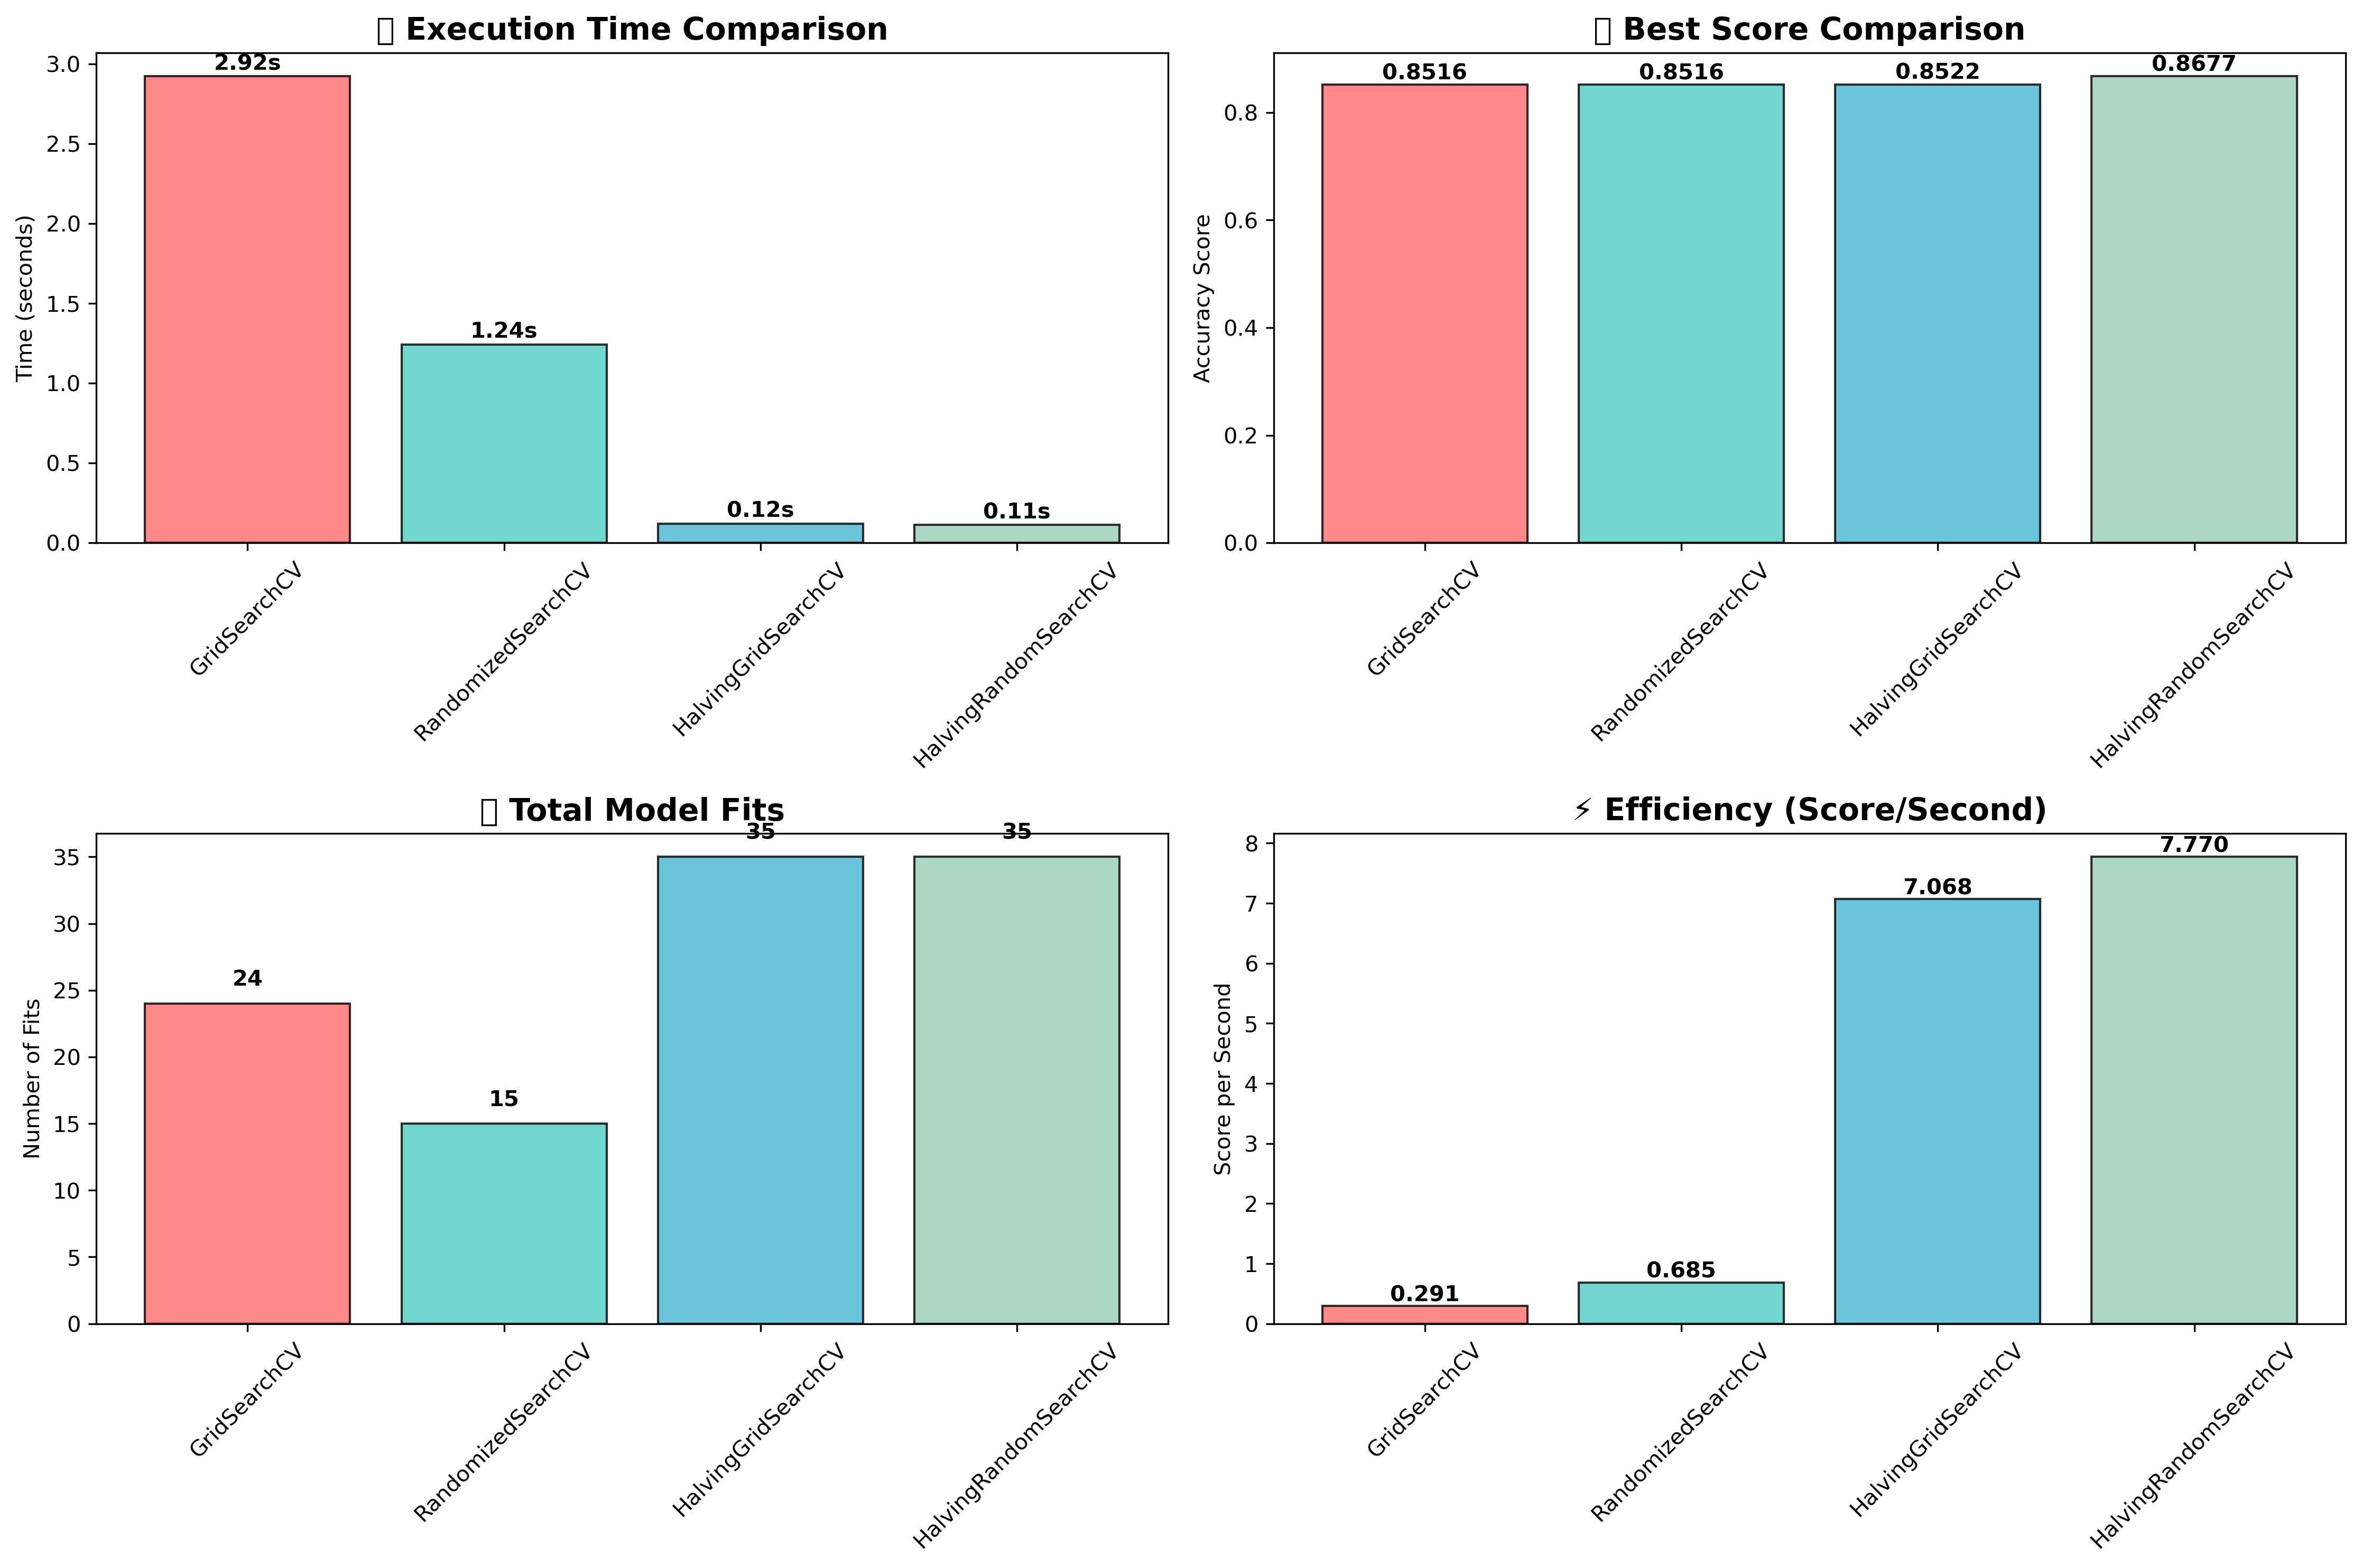 Execution Time Comparison
Time (seconds)
3.0
2.5
2.0
1.5
1.0
0.5
0.0
2.92s
1.24s
0.12s
0.11s
GridSearchCV
RandomizedSearchCV
HalvingGridSearchCV
HalvingRandomSearchCV
Best Score Comparison
Accuracy Score
0.8
0.6
0.4
0.2
0.0
0.8516
0.8516
0.8522
0.8677
GridSearchCV
RandomizedSearchCV
HalvingGridSearchCV
HalvingRandomSearchCV
Total Model Fits
Number of Fits
35
30
25
20
15
10
5
0
24
15
35
35
GridSearchCV
RandomizedSearchCV
HalvingGridSearchCV
HalvingRandomSearchCV
⚡ Efficiency (Score/Second)
Score per Second
8
7
6
5
4
3
2
1
0
0.291
0.685
7.068
7.770
GridSearchCV
RandomizedSearchCV
HalvingGridSearchCV
HalvingRandomSearchCV